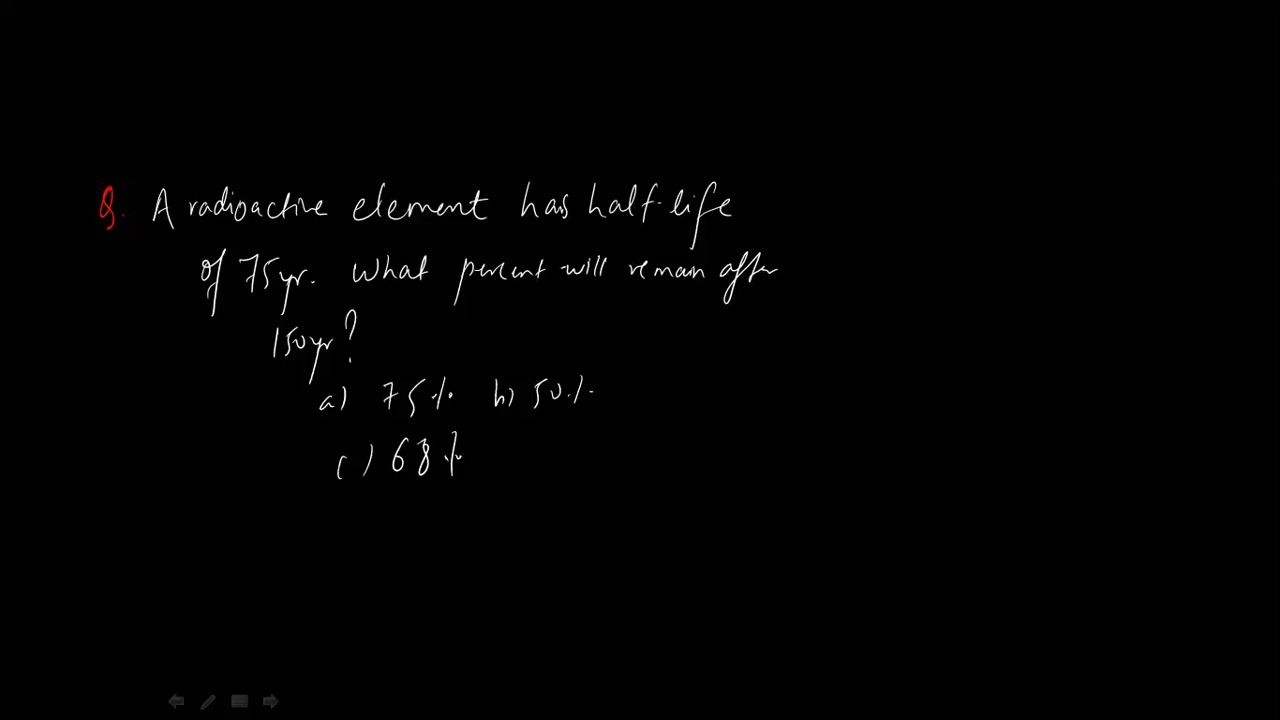 Q. A radioactive element has half-life
of 75yr. What percent will remain after
150yr?
a) 75% b) 50%
c) 68%